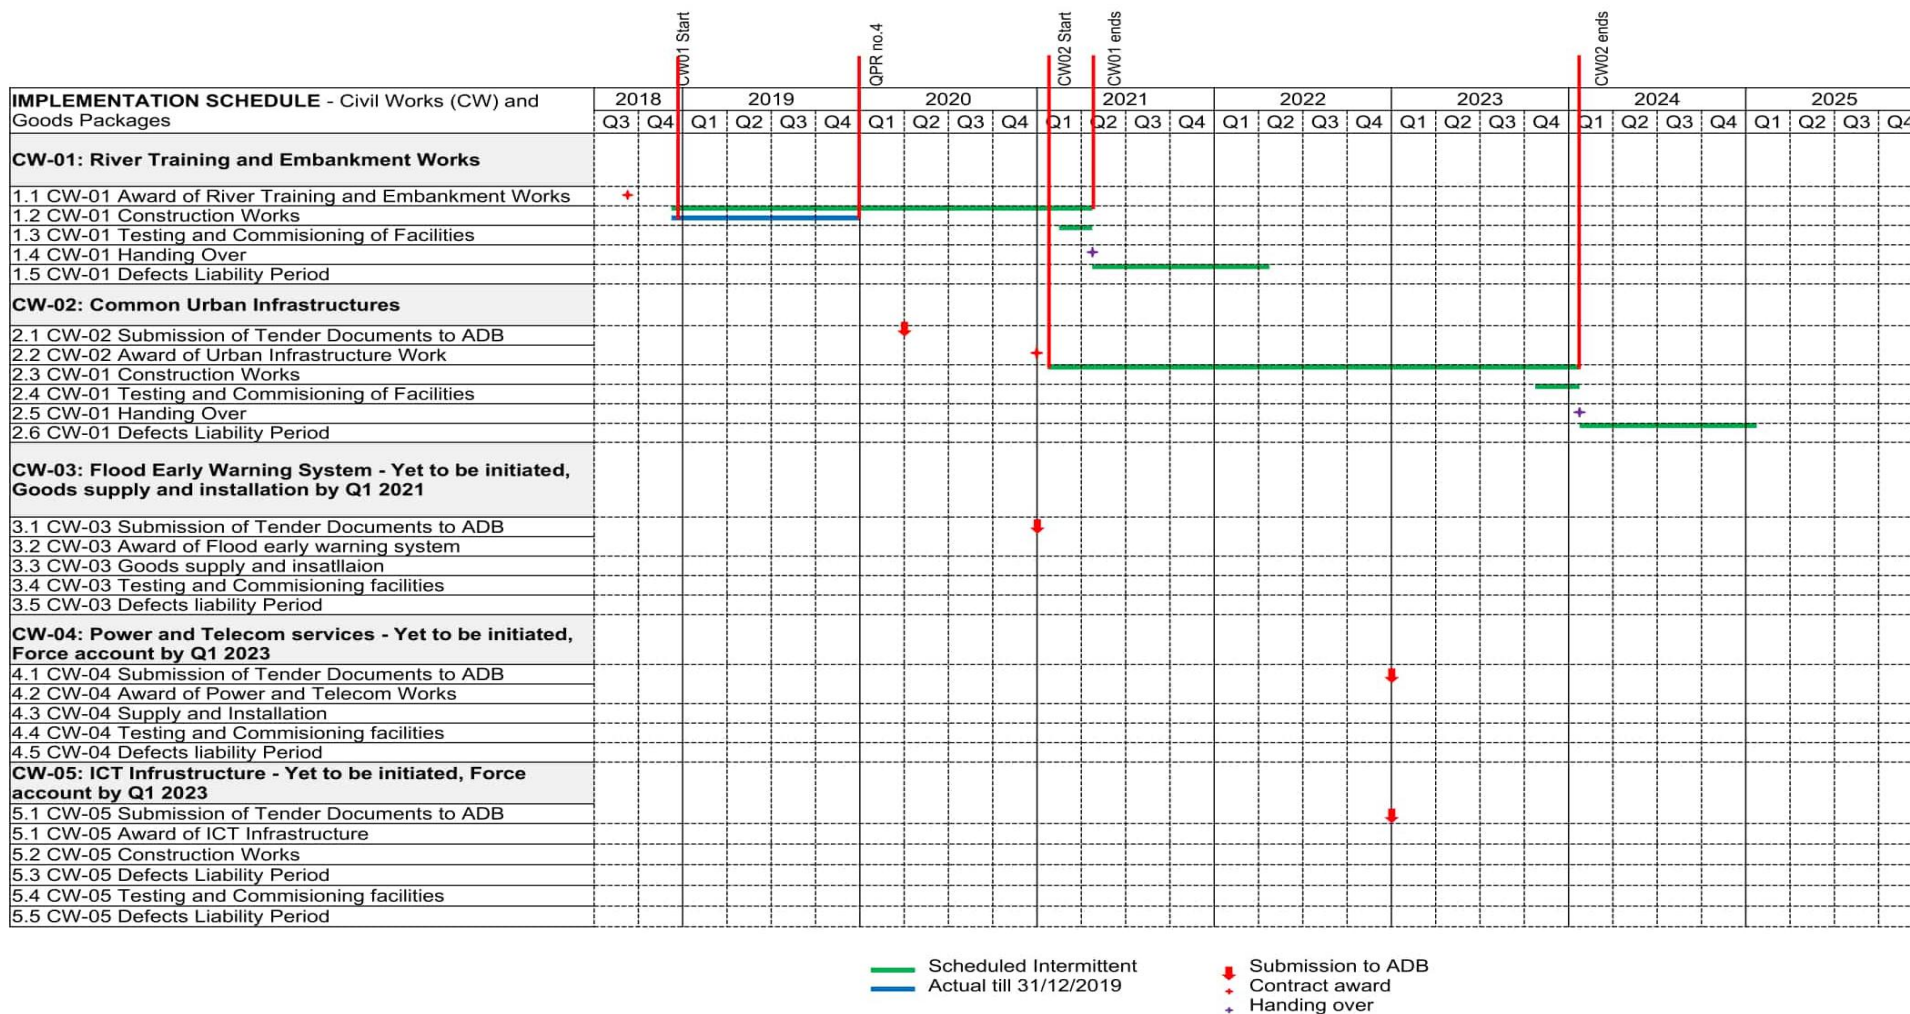 CW01 Start
QPR no.4
CW02 Start
CW01 ends
CW02 ends
IMPLEMENTATION SCHEDULE - Civil Works (CW) and
Goods Packages
2018 2019 2020 2021 2022 2023 2024 2025
Q3 Q4 Q1 Q2 Q3 Q4 Q1 Q2 Q3 Q4 Q1 Q2 Q3 Q4 Q1 Q2 Q3 Q4 Q1 Q2 Q3 Q4 Q1 Q2 Q3 Q4 Q1 Q2 Q3 Q4
CW-01: River Training and Embankment Works
1.1 CW-01 Award of River Training and Embankment Works
1.2 CW-01 Construction Works
1.3 CW-01 Testing and Commisioning of Facilities
1.4 CW-01 Handing Over
1.5 CW-01 Defects Liability Period
CW-02: Common Urban Infrastructures
2.1 CW-02 Submission of Tender Documents to ADB
2.2 CW-02 Award of Urban Infrastructure Work
2.3 CW-01 Construction Works
2.4 CW-01 Testing and Commisioning of Facilities
2.5 CW-01 Handing Over
2.6 CW-01 Defects Liability Period
CW-03: Flood Early Warning System - Yet to be initiated,
Goods supply and installation by Q1 2021
3.1 CW-03 Submission of Tender Documents to ADB
3.2 CW-03 Award of Flood early warning system
3.3 CW-03 Goods supply and insatllaion
3.4 CW-03 Testing and Commisioning facilities
3.5 CW-03 Defects liability Period
CW-04: Power and Telecom services - Yet to be initiated,
Force account by Q1 2023
4.1 CW-04 Submission of Tender Documents to ADB
4.2 CW-04 Award of Power and Telecom Works
4.3 CW-04 Supply and Installation
4.4 CW-04 Testing and Commisioning facilities
4.5 CW-04 Defects liability Period
CW-05: ICT Infrustructure - Yet to be initiated, Force
account by Q1 2023
5.1 CW-05 Submission of Tender Documents to ADB
5.1 CW-05 Award of ICT Infrastructure
5.2 CW-05 Construction Works
5.3 CW-05 Defects Liability Period
5.4 CW-05 Testing and Commisioning facilities
5.5 CW-05 Defects Liability Period
Scheduled Intermittent
Actual till 31/12/2019
Submission to ADB
Contract award
Handing over